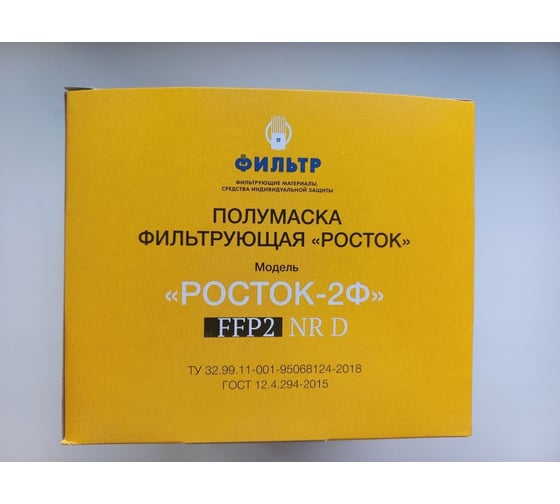 ФИЛЬТР
ФИЛЬТРУЮЩИЕ МАТЕРИАЛЫ.
СРЕДСТВА ИНДИВИДУАЛЬНОЙ ЗАЩИТЫ
ПОЛУМАСКА
ФИЛЬТРУЮЩАЯ «РОСТОК»
Модель
«РОСТОК-2Ф»
FFP2 NR D
ТУ 32.99.11-001-95068124-2018
ГОСТ 12.4.294-2015